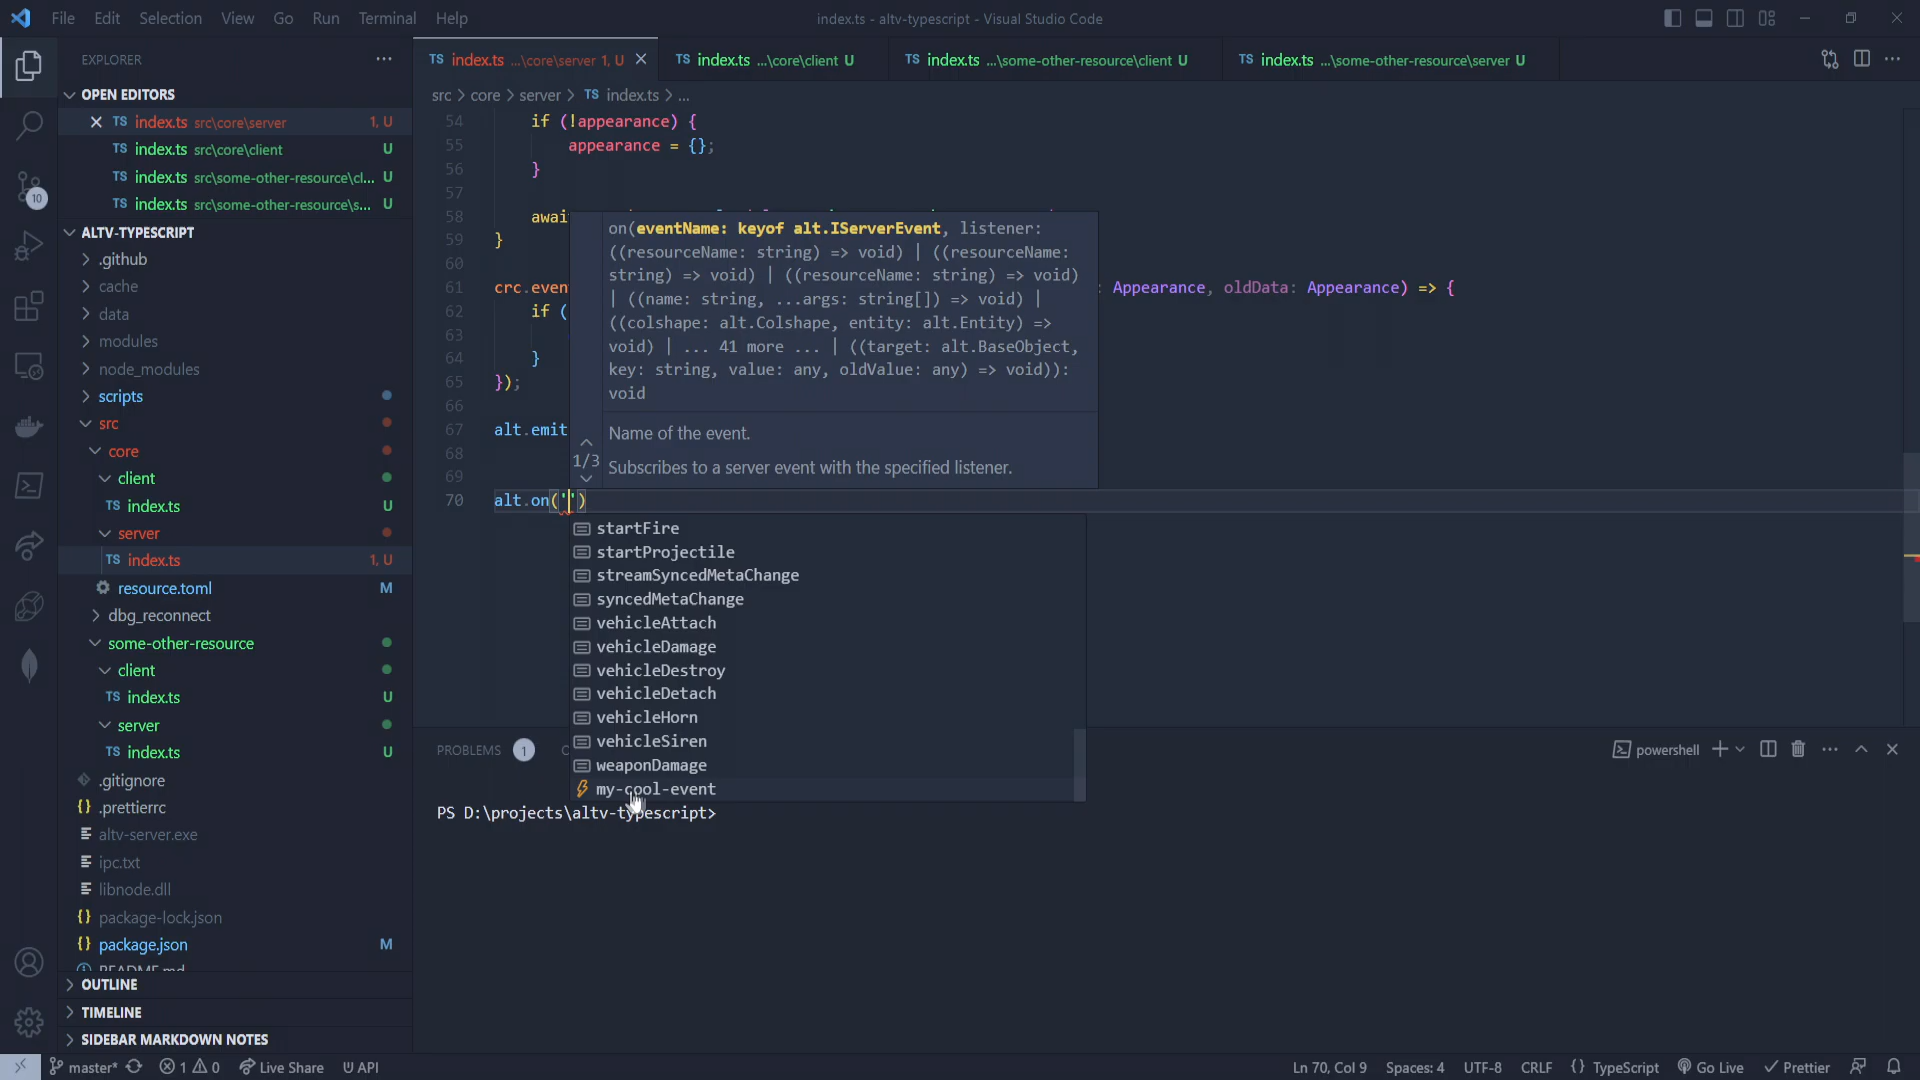 File Edit Selection View Go Run Terminal Help
index.ts - altv-typescript - Visual Studio Code
EXPLORER
TS index.ts ...\core\server 1, U
TS index.ts ...\core\client U
TS index.ts ...\some-other-resource\client U
TS index.ts ...\some-other-resource\server U
src > core > server > TS index.ts > ...
OPEN EDITORS
TS index.ts src\core\server 1, U
TS index.ts src\core\client U
TS index.ts src\some-other-resource\cl... U
TS index.ts src\some-other-resource\s... U
10
ALTV-TYPESCRIPT
.github
cache
data
modules
node_modules
scripts
src
core
client
TS index.ts U
server
TS index.ts 1, U
resource.toml M
dbg_reconnect
some-other-resource
client
TS index.ts U
server
TS index.ts U
.gitignore
{} .prettierrc
altv-server.exe
ipc.txt
libnode.dll
{} package-lock.json
{} package.json M
README.md
OUTLINE
TIMELINE
SIDEBAR MARKDOWN NOTES
54 if (!appearance) {
55 appearance = {};
56 }
57
58 awai
59 }
60
61 crc.even : Appearance, oldData: Appearance) => {
62 if (
63
64 }
65 });
66
67 alt.emit
68
69
70 alt.on('')
on(eventName: keyof alt.IServerEvent, listener:
((resourceName: string) => void) | ((resourceName:
string) => void) | ((resourceName: string) => void)
| ((name: string, ...args: string[]) => void) |
((colshape: alt.Colshape, entity: alt.Entity) =>
void) | ... 41 more ... | ((target: alt.BaseObject,
key: string, value: any, oldValue: any) => void)):
void
Name of the event.
1/3
Subscribes to a server event with the specified listener.
startFire
startProjectile
streamSyncedMetaChange
syncedMetaChange
vehicleAttach
vehicleDamage
vehicleDestroy
vehicleDetach
vehicleHorn
vehicleSiren
weaponDamage
my-cool-event
PROBLEMS 1
powershell
PS D:\projects\altv-typescript>
master* 1 0 Live Share API
Ln 70, Col 9 Spaces: 4 UTF-8 CRLF {} TypeScript Go Live Prettier